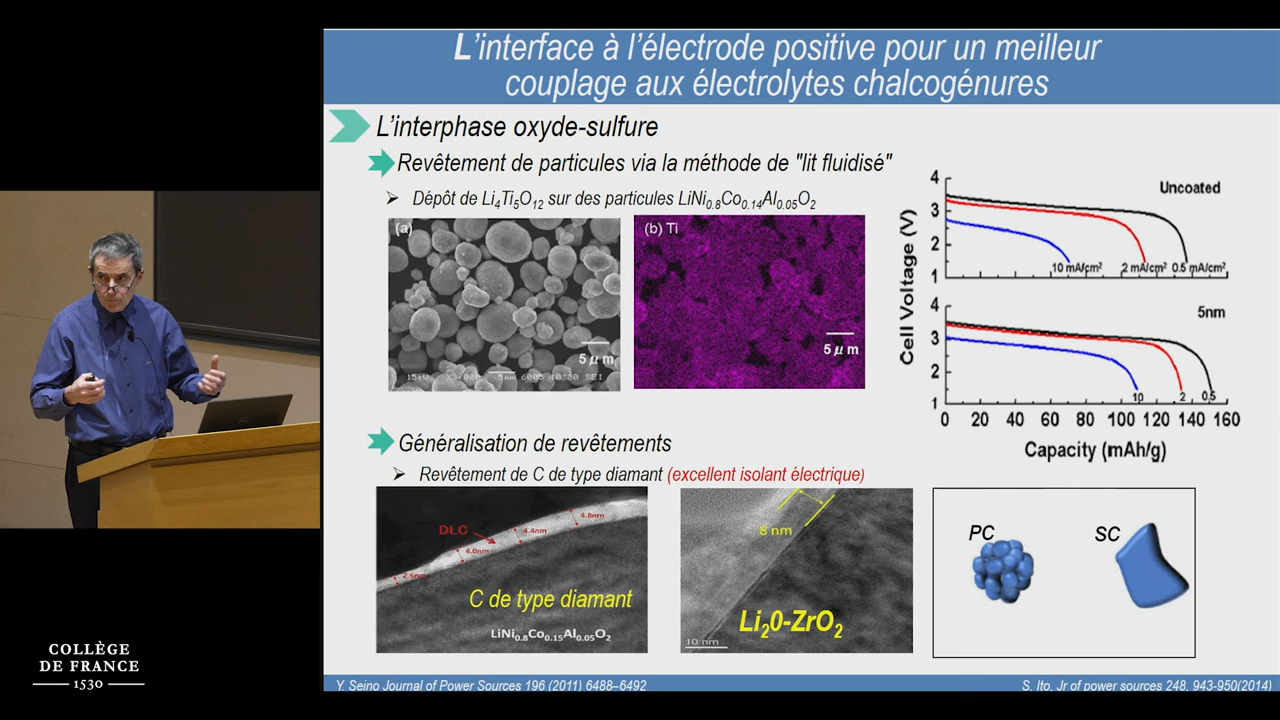 L'interface à l'électrode positive pour un meilleur
couplage aux électrolytes chalcogénures
L'interphase oxyde-sulfure
Revêtement de particules via la méthode de "lit fluidisé"
Dépôt de Li4Ti5O12 sur des particules LiNi0.8Co0.14Al0.05O2
(a)
5 μm
(b) Ti
5 μm
4
3
2
1
Uncoated
10 mA/cm2
2 mA/cm2
0.5 mA/cm2
Cell Voltage (V)
4
3
2
1
5nm
10
2
0.5
0 20 40 60 80 100 120 140 160
Capacity (mAh/g)
Généralisation de revêtements
Revêtement de C de type diamant (excellent isolant électrique)
DLC
2.6nm
4.0nm
4.4nm
4.8nm
C de type diamant
LiNi0.8Co0.15Al0.05O2
8 nm
Li20-ZrO2
10 nm
PC
SC
COLLÈGE
DE FRANCE
1530
Y. Seino Journal of Power Sources 196 (2011) 6488–6492
S. Ito, Jr of power sources 248, 943-950(2014)